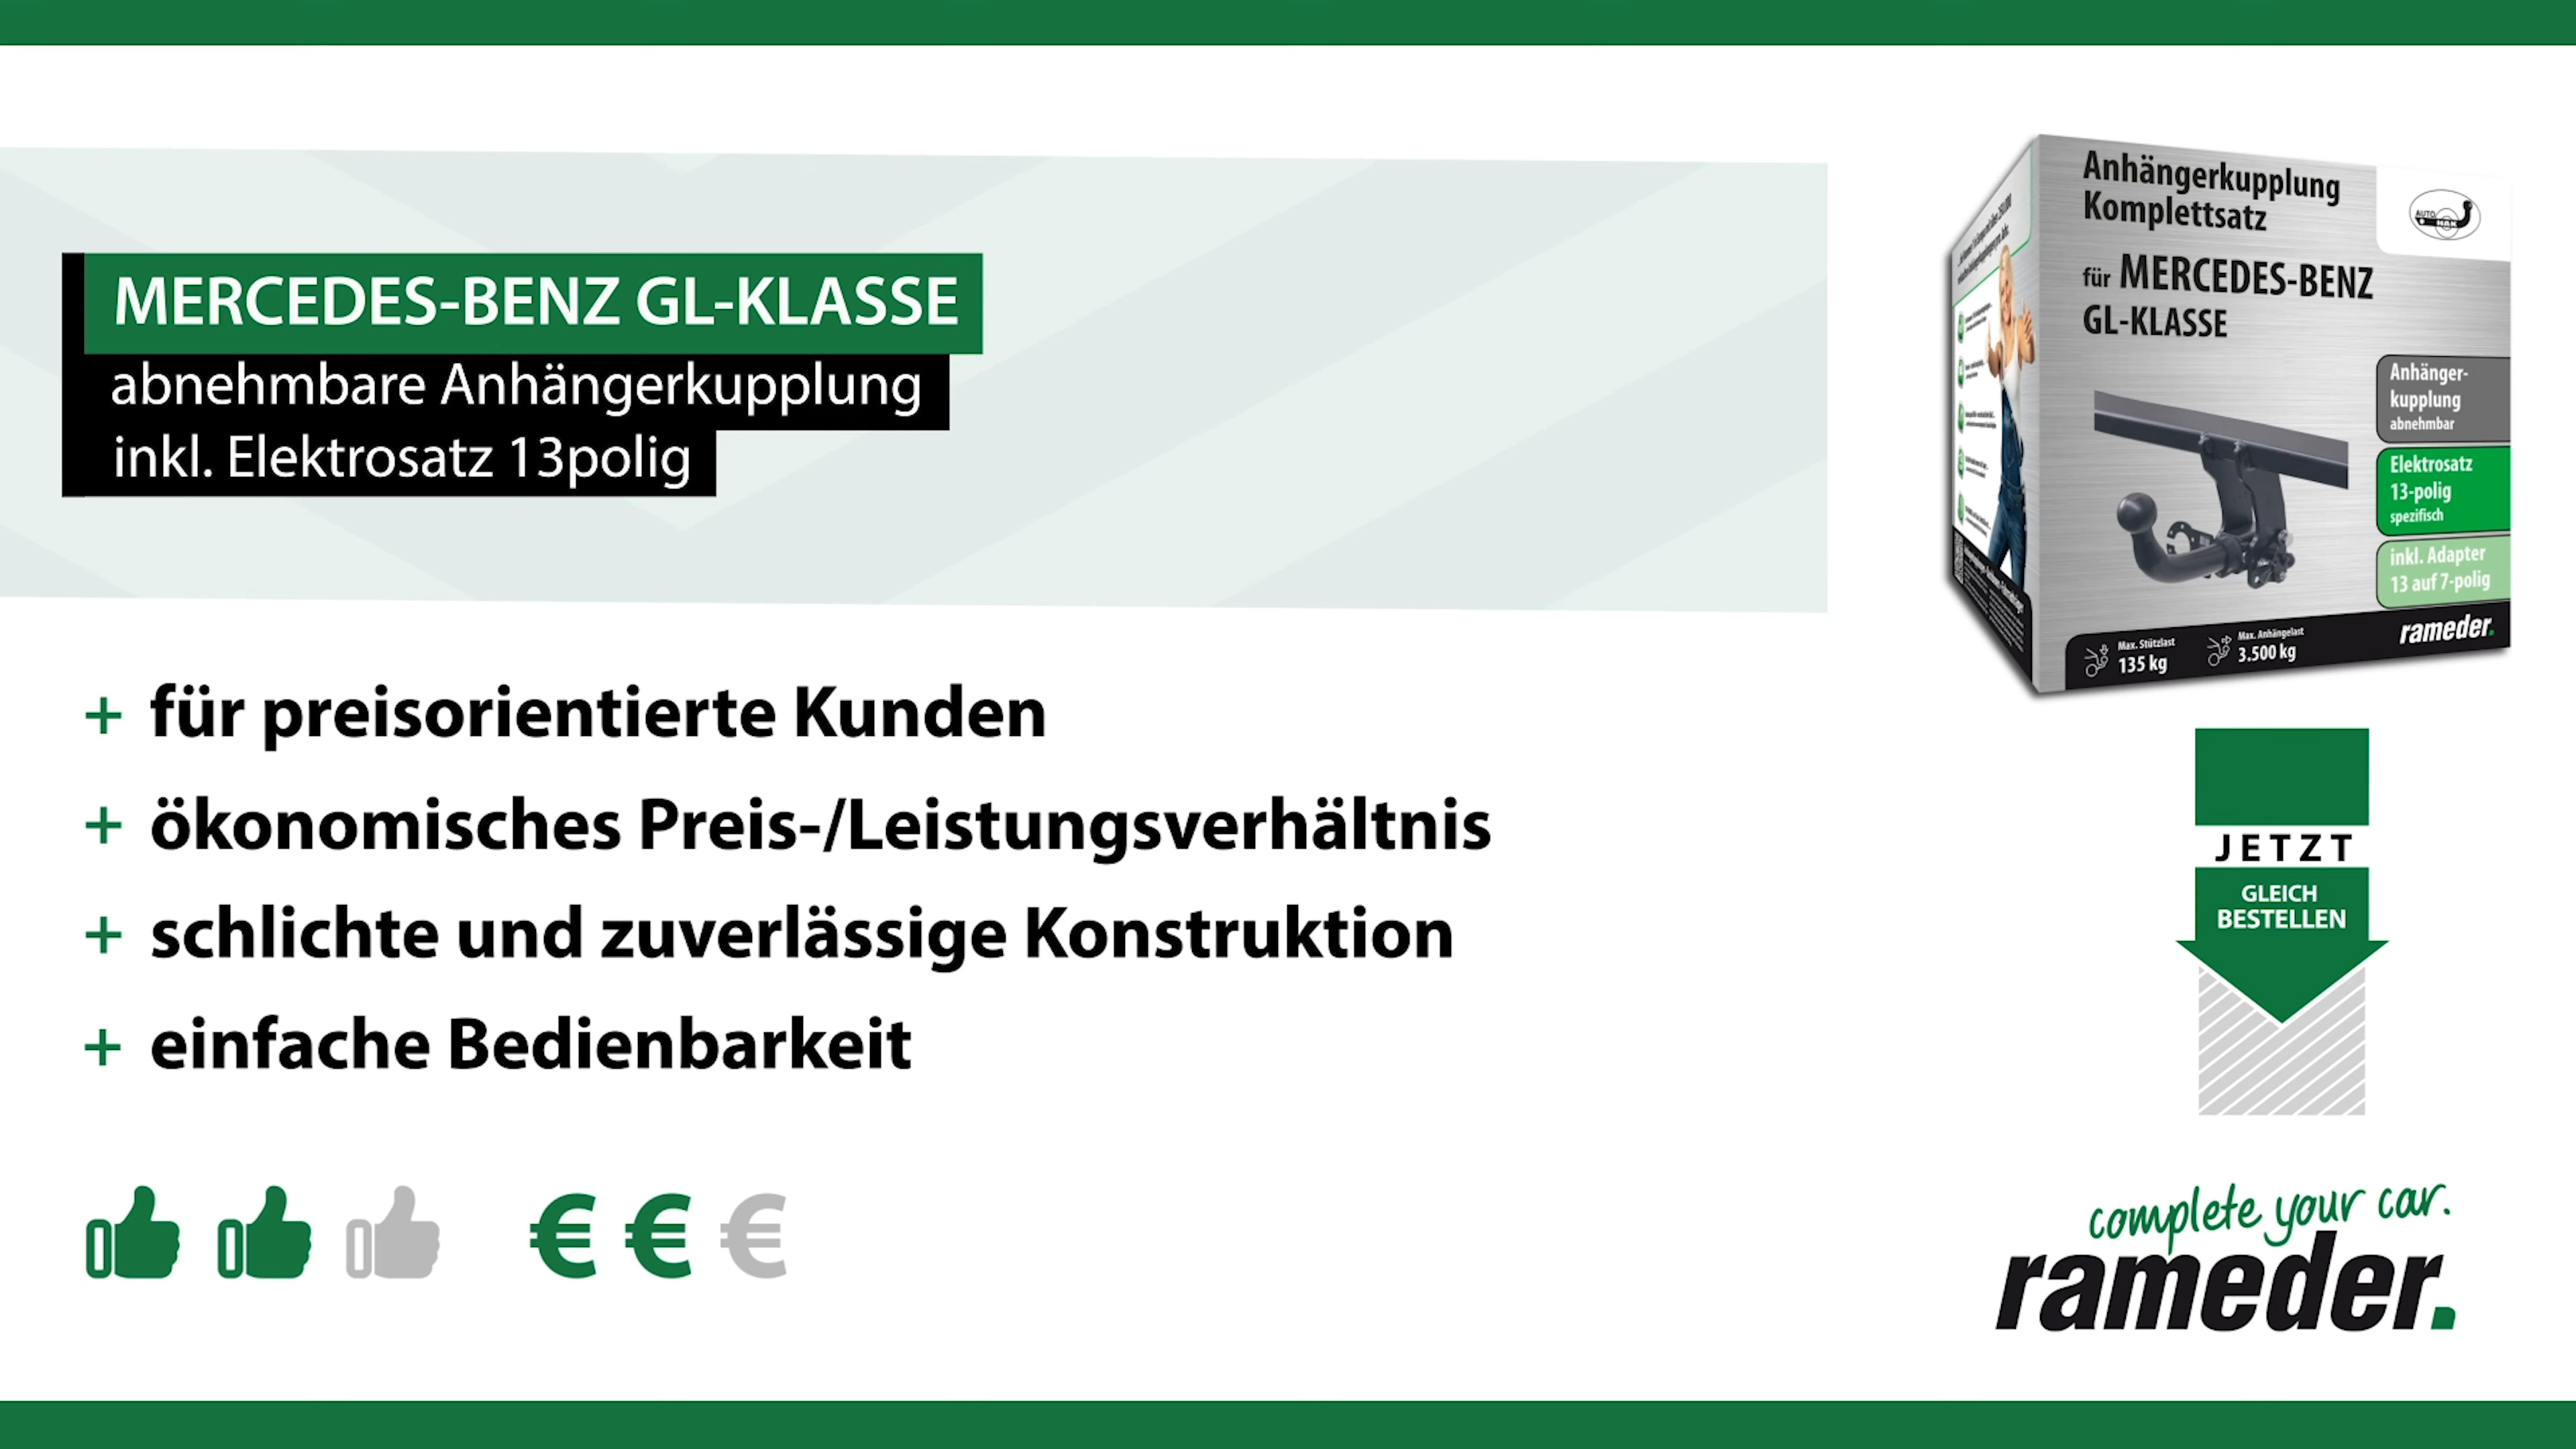 MERCEDES-BENZ GL-KLASSE
abnehmbare Anhängerkupplung
inkl. Elektrosatz 13polig
+ für preisorientierte Kunden
+ ökonomisches Preis-/Leistungsverhältnis
+ schlichte und zuverlässige Konstruktion
+ einfache Bedienbarkeit
€ € €
Anhängerkupplung
Komplettsatz
für MERCEDES-BENZ
GL-KLASSE
AUTO
HAK
Anhänger-
kupplung
abnehmbar
Elektrosatz
13-polig
spezifisch
inkl. Adapter
13 auf 7-polig
Max. Stützlast
135 kg
Max. Anhängelast
3.500 kg
rameder.
JETZT
GLEICH
BESTELLEN
complete your car.
rameder.